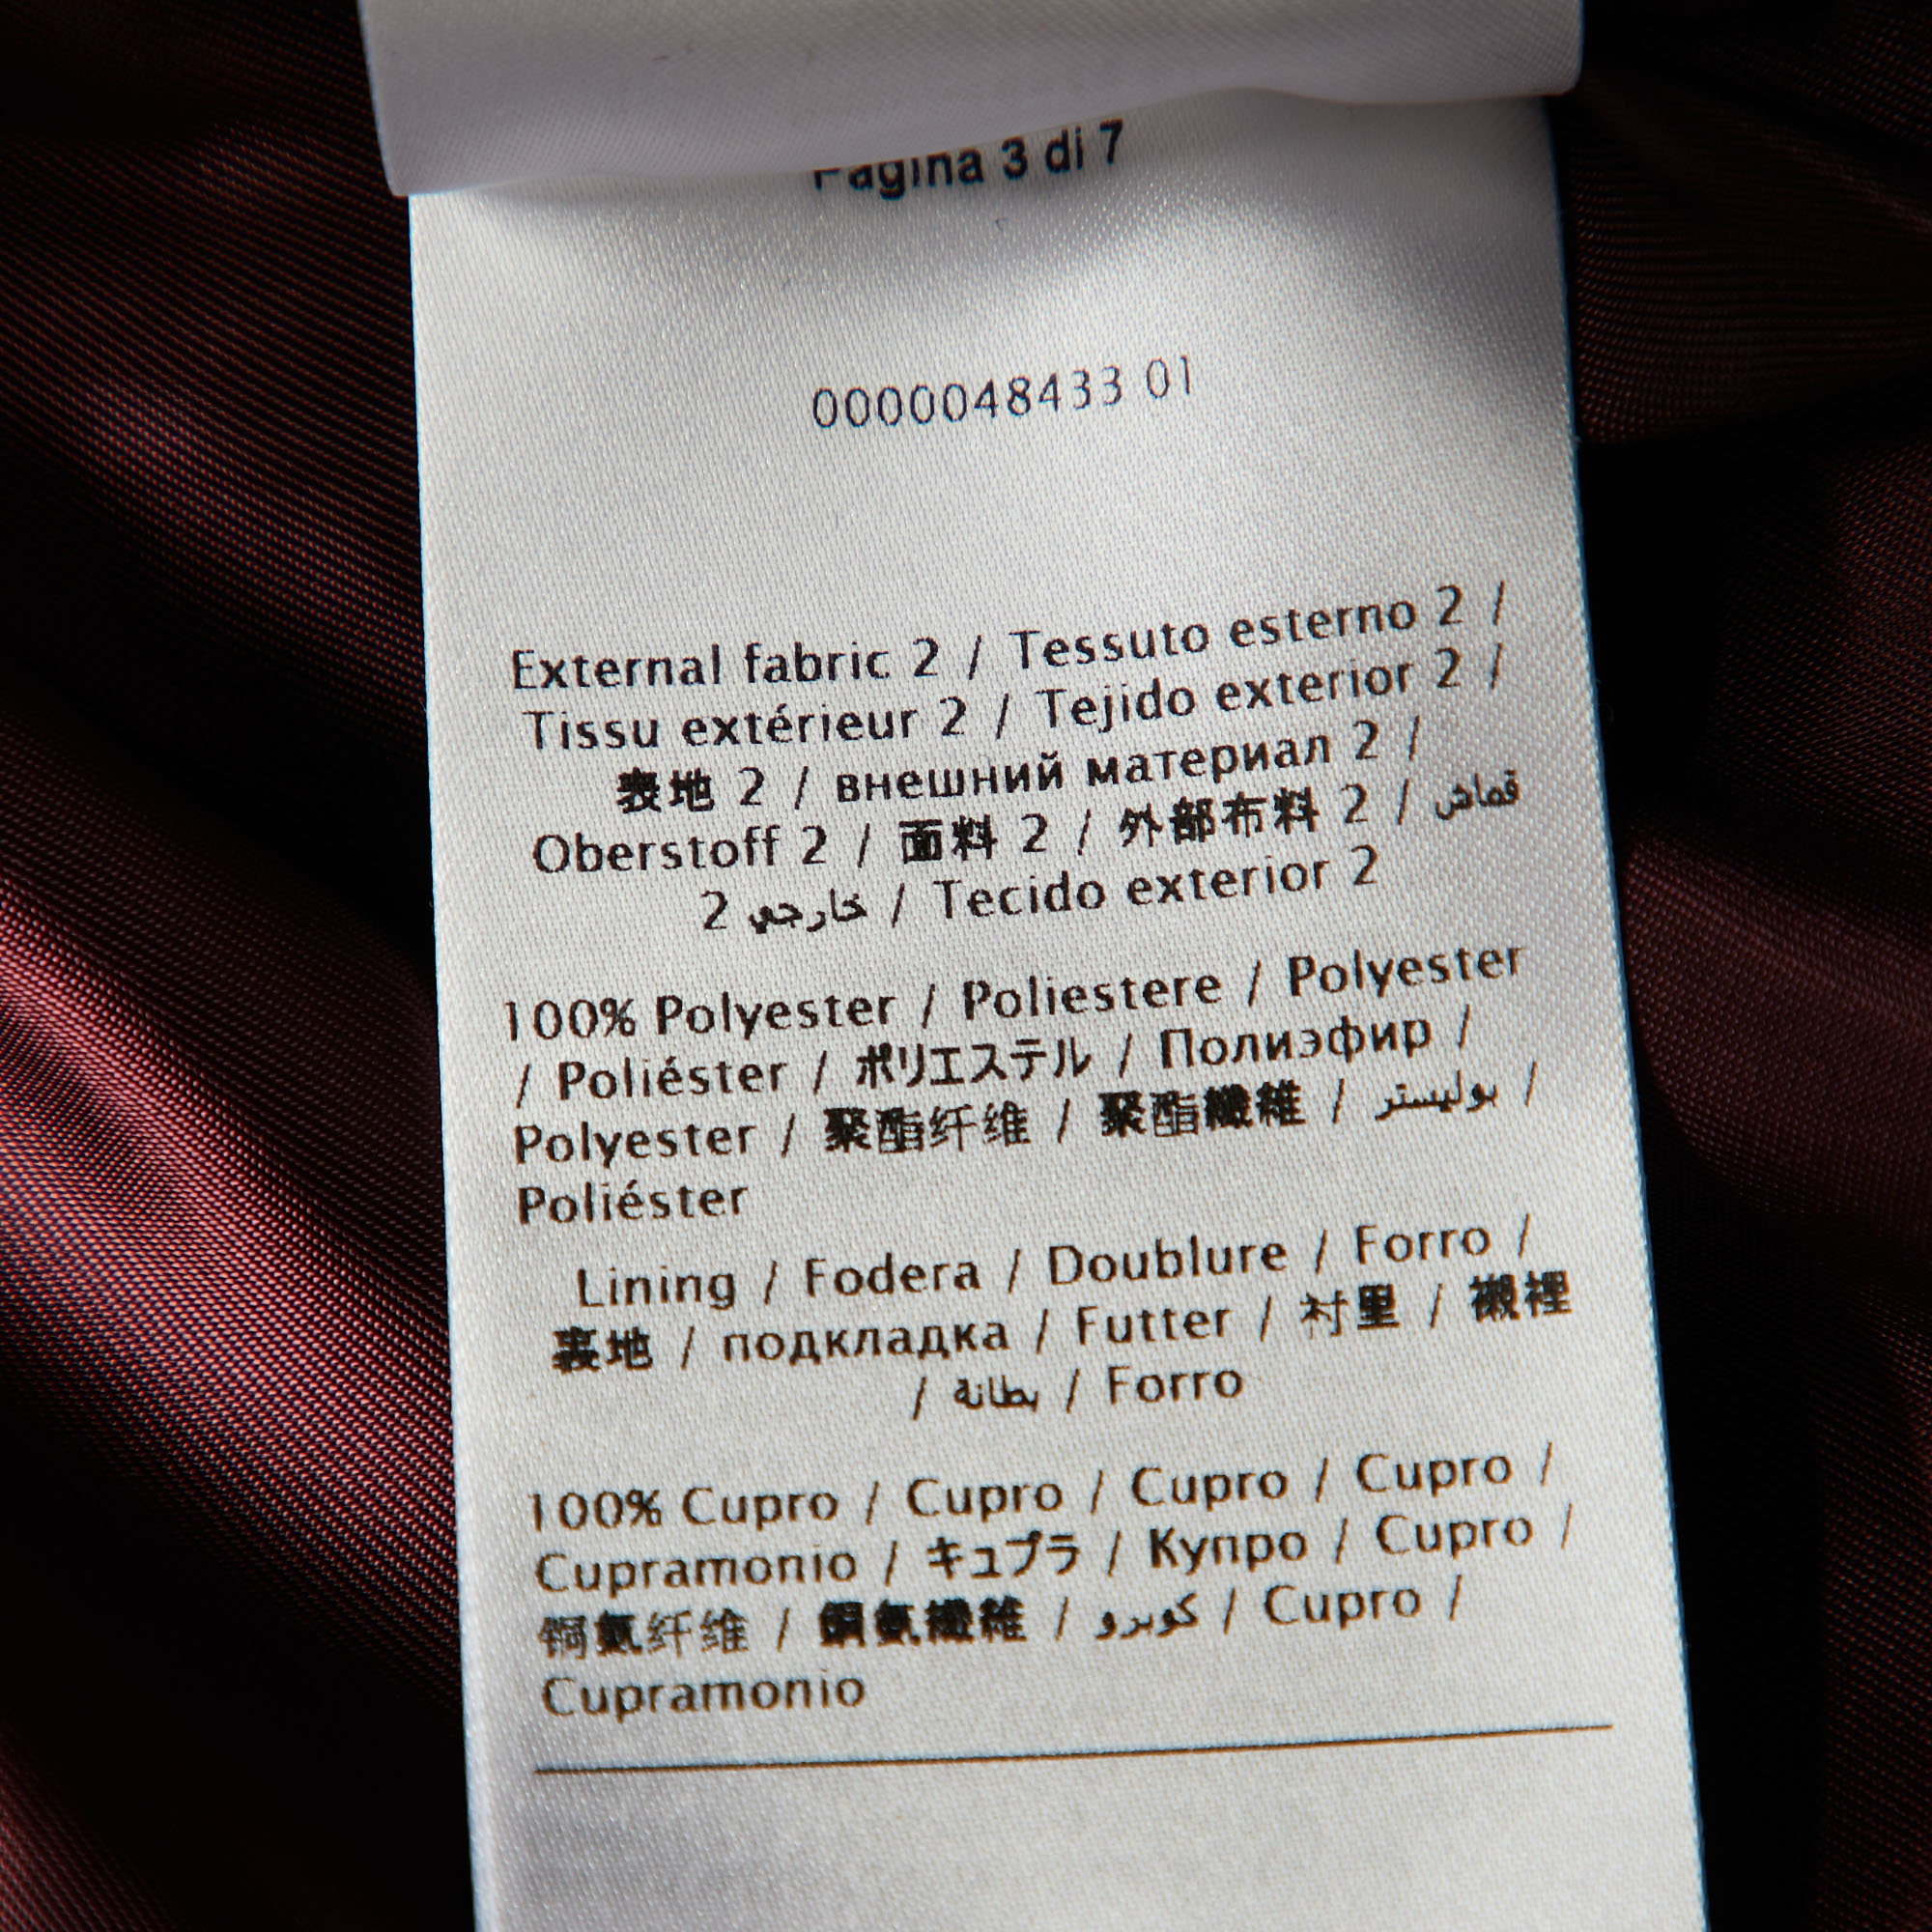 Pagina 3 di 7
0000048433 01
External fabric 2 / Tessuto esterno 2 /
Tissu extérieur 2 / Tejido exterior 2 /
表地 2 / внешний материал 2 /
Oberstoff 2 / 面料 2 / 外部布料 2 / قماش
خارجي 2 / Tecido exterior 2
100% Polyester / Poliestere / Polyester
/ Poliéster / ポリエステル / Полиэфир /
Polyester / 聚酯纤维 / 聚酯纖維 / بوليستر /
Poliéster
Lining / Fodera / Doublure / Forro /
裏地 / подкладка / Futter / 衬里 / 襯裡
/ بطانة / Forro
100% Cupro / Cupro / Cupro / Cupro /
Cupramonio / キュプラ / Купро / Cupro /
铜氨纤维 / 銅氨纖維 / كوبرو / Cupro /
Cupramonio